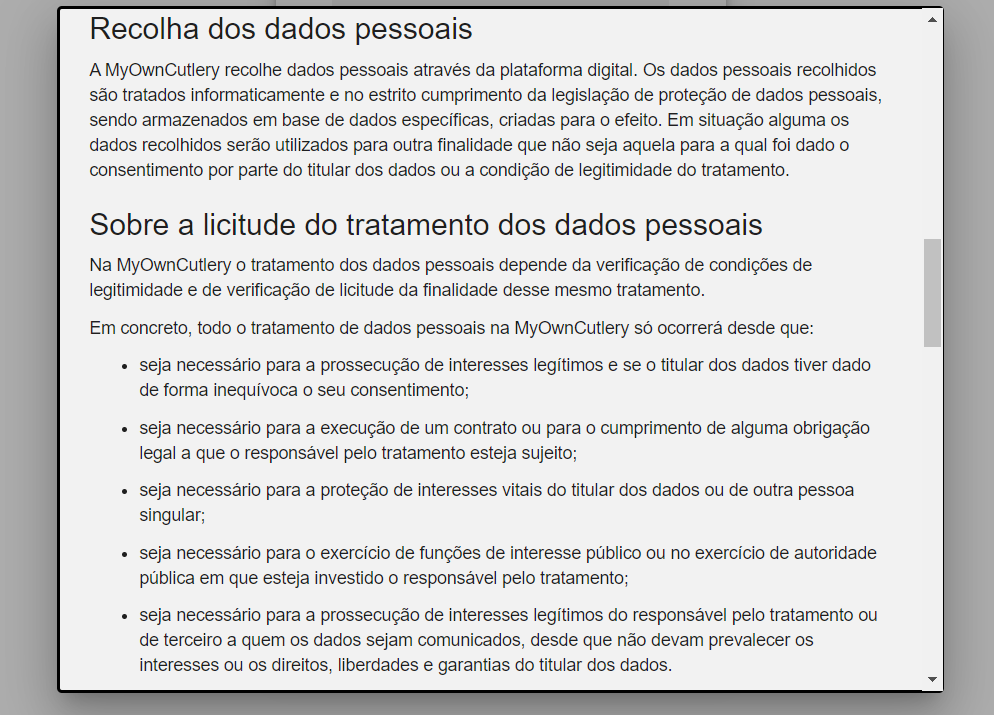 Recolha dos dados pessoais
A MyOwnCutlery recolhe dados pessoais através da plataforma digital. Os dados pessoais recolhidos
são tratados informaticamente e no estrito cumprimento da legislação de proteção de dados pessoais,
sendo armazenados em base de dados específicas, criadas para o efeito. Em situação alguma os
dados recolhidos serão utilizados para outra finalidade que não seja aquela para a qual foi dado o
consentimento por parte do titular dos dados ou a condição de legitimidade do tratamento.
Sobre a licitude do tratamento dos dados pessoais
Na MyOwnCutlery o tratamento dos dados pessoais depende da verificação de condições de
legitimidade e de verificação de licitude da finalidade desse mesmo tratamento.
Em concreto, todo o tratamento de dados pessoais na MyOwnCutlery só ocorrerá desde que:
• seja necessário para a prossecução de interesses legítimos e se o titular dos dados tiver dado
de forma inequívoca o seu consentimento;
• seja necessário para a execução de um contrato ou para o cumprimento de alguma obrigação
legal a que o responsável pelo tratamento esteja sujeito;
• seja necessário para a proteção de interesses vitais do titular dos dados ou de outra pessoa
singular;
• seja necessário para o exercício de funções de interesse público ou no exercício de autoridade
pública em que esteja investido o responsável pelo tratamento;
• seja necessário para a prossecução de interesses legítimos do responsável pelo tratamento ou
de terceiro a quem os dados sejam comunicados, desde que não devam prevalecer os
interesses ou os direitos, liberdades e garantias do titular dos dados.